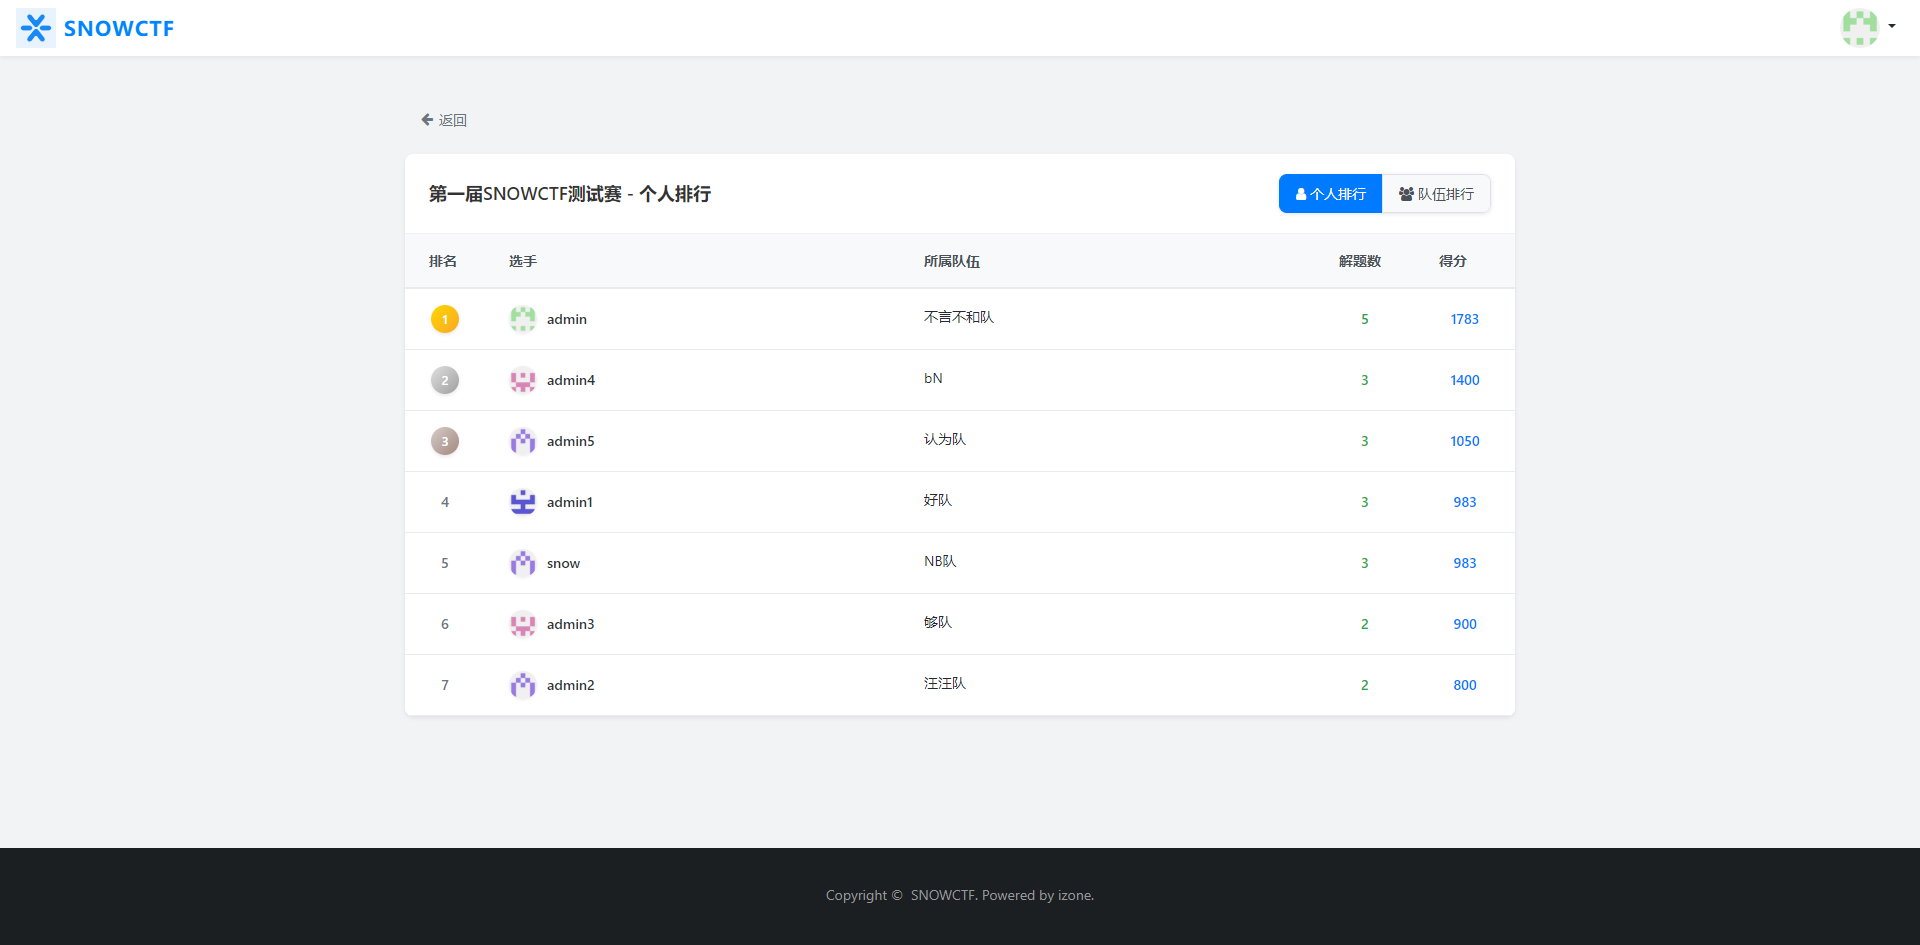 SNOWCTF
返回
第一届SNOWCTF测试赛 - 个人排行
个人排行 队伍排行
排名 选手 所属队伍 解题数 得分
1 admin 不言不和队 5 1783
2 admin4 bN 3 1400
3 admin5 认为队 3 1050
4 admin1 好队 3 983
5 snow NB队 3 983
6 admin3 够队 2 900
7 admin2 汪汪队 2 800
Copyright © SNOWCTF. Powered by izone.